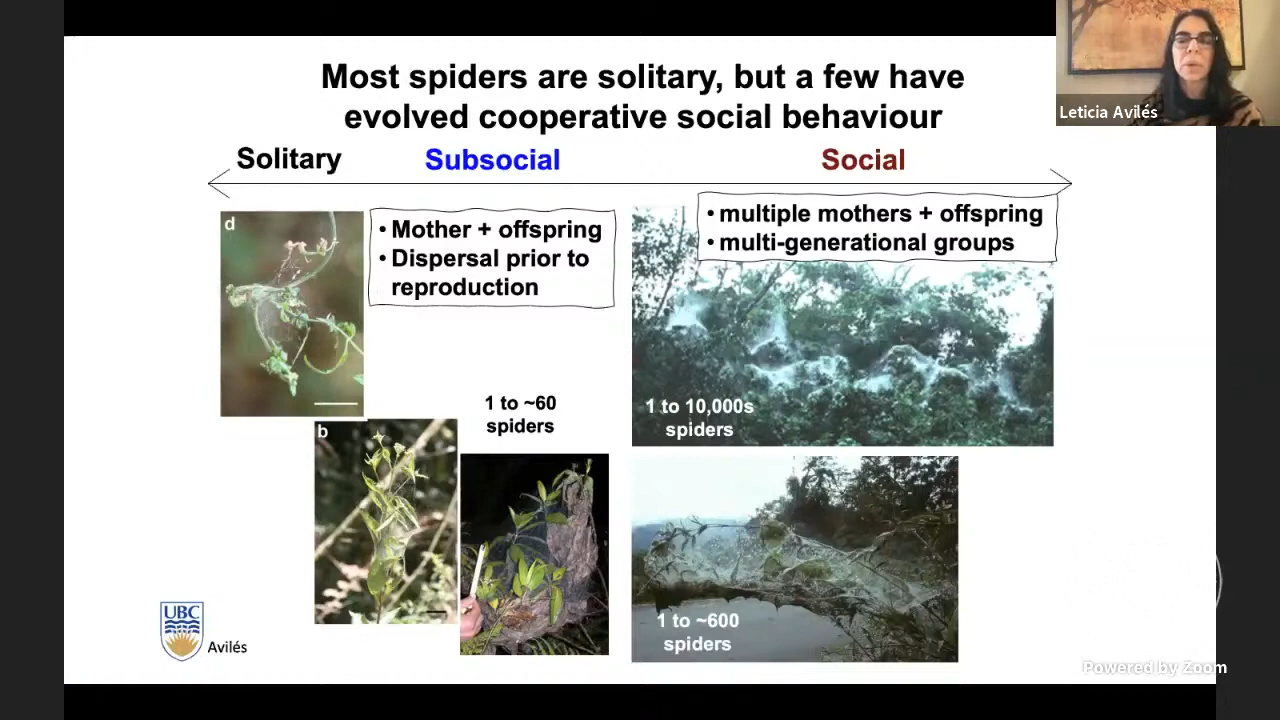 Most spiders are solitary, but a few have
evolved cooperative social behaviour
Leticia Avilés
Solitary
Subsocial
Social
d
• Mother + offspring
• Dispersal prior to
reproduction
• multiple mothers + offspring
• multi-generational groups
1 to ~60
spiders
1 to 10,000s
spiders
b
1 to ~600
spiders
UBC
Avilés
Powered by Zoom